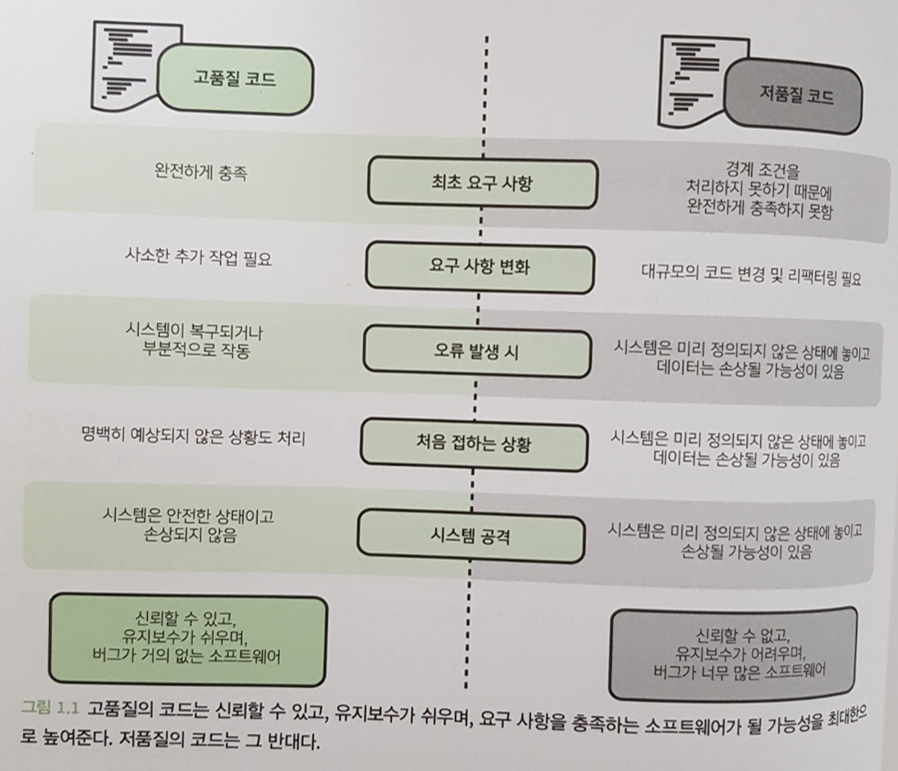 고품질 코드
저품질 코드
완전하게 충족
최초 요구 사항
경계 조건을
처리하지 못하기 때문에
완전하게 충족하지 못함
사소한 추가 작업 필요
요구 사항 변화
대규모의 코드 변경 및 리팩터링 필요
시스템이 복구되거나
부분적으로 작동
오류 발생 시
시스템은 미리 정의되지 않은 상태에 놓이고
데이터는 손상될 가능성이 있음
명백히 예상되지 않은 상황도 처리
처음 접하는 상황
시스템은 미리 정의되지 않은 상태에 놓이고
데이터는 손상될 가능성이 있음
시스템은 안전한 상태이고
손상되지 않음
시스템 공격
시스템은 미리 정의되지 않은 상태에 놓이고
손상될 가능성이 있음
신뢰할 수 있고,
유지보수가 쉬우며,
버그가 거의 없는 소프트웨어
신뢰할 수 없고,
유지보수가 어려우며,
버그가 너무 많은 소프트웨어
그림 1.1 고품질의 코드는 신뢰할 수 있고, 유지보수가 쉬우며, 요구 사항을 충족하는 소프트웨어가 될 가능성을 최대한으
로 높여준다. 저품질의 코드는 그 반대다.